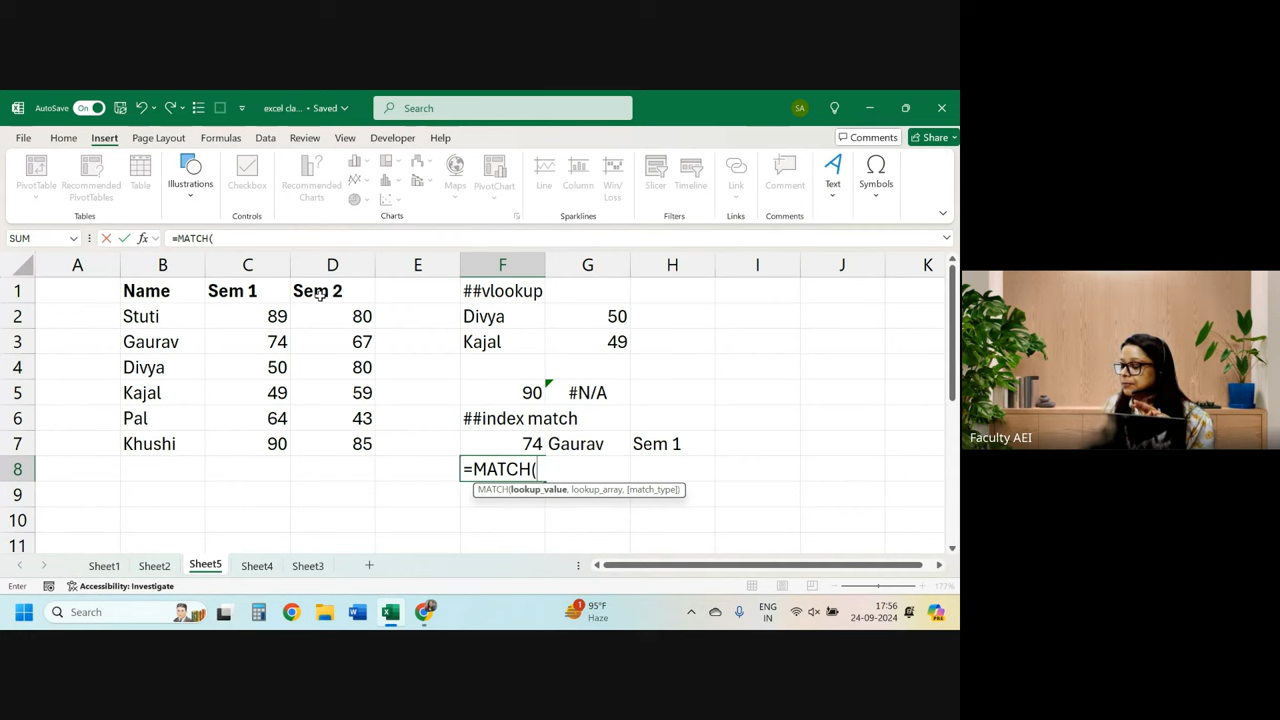 AutoSave On excel cla... • Saved Search SA
File Home Insert Page Layout Formulas Data Review View Developer Help Comments Share
PivotTable Recommended PivotTables Table Illustrations Checkbox Recommended Charts Maps PivotChart Line Column Win/Loss Slicer Timeline Link Comment Text Symbols
Tables Controls Charts Sparklines Filters Links Comments
SUM fx =MATCH(
A B C D E F G H I J K
1 Name Sem 1 Sem 2 ##vlookup
2 Stuti 89 80 Divya 50
3 Gaurav 74 67 Kajal 49
4 Divya 50 80
5 Kajal 49 59 90 #N/A
6 Pal 64 43 ##index match
7 Khushi 90 85 74 Gaurav Sem 1
8 =MATCH(
MATCH(lookup_value, lookup_array, [match_type])
9
10
11
Sheet1 Sheet2 Sheet5 Sheet4 Sheet3 +
Enter Accessibility: Investigate 177%
Search 1 95°F Haze ENG IN 17:56 24-09-2024
Faculty AEI